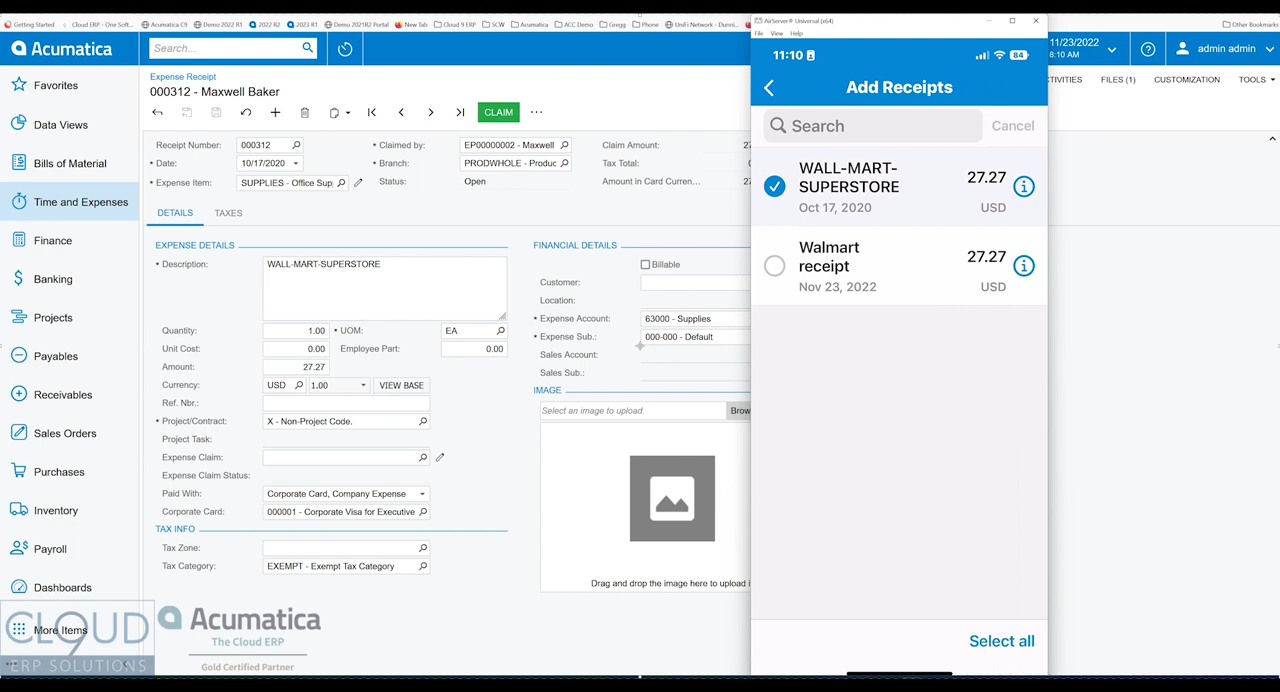 Getting Started
Cloud ERP - One Soft...
Acumatica C9
Demo 2022 R1
2022 R2
2023 R1
Demo 2021R2 Portal
New Tab
Cloud 9 ERP
SCW
Acumatica
ACC Demo
Gregg
Phone
UniFi Network - Dunnin...
Other Bookmarks
AirServer® Universal (x64)
File View Help
Acumatica
Search...
11/23/2022
8:10 AM
admin admin
Favorites
Data Views
Bills of Material
Time and Expenses
Finance
Banking
Projects
Payables
Receivables
Sales Orders
Purchases
Inventory
Payroll
Dashboards
More Items
CLOUD
ERP SOLUTIONS
Acumatica
The Cloud ERP
Gold Certified Partner
Expense Receipt
000312 - Maxwell Baker
FILES (1) CUSTOMIZATION TOOLS
CLAIM
Receipt Number: 000312
* Date: 10/17/2020
* Expense Item: SUPPLIES - Office Sup
* Claimed by: EP00000002 - Maxwell
* Branch: PRODWHOLE - Produc
Status: Open
Claim Amount: 27
Tax Total:
Amount in Card Curren... 27
DETAILS TAXES
EXPENSE DETAILS
* Description: WALL-MART-SUPERSTORE
Quantity: 1.00 * UOM: EA
Unit Cost: 0.00 Employee Part: 0.00
Amount: 27.27
Currency: USD 1.00 VIEW BASE
Ref. Nbr.:
* Project/Contract: X - Non-Project Code.
Project Task:
Expense Claim:
Expense Claim Status:
Paid With: Corporate Card, Company Expense
Corporate Card: 000001 - Corporate Visa for Executive
TAX INFO
Tax Zone:
Tax Category: EXEMPT - Exempt Tax Category
FINANCIAL DETAILS
Billable
Customer:
Location:
* Expense Account: 63000 - Supplies
* Expense Sub.: 000-000 - Default
Sales Account:
Sales Sub.:
IMAGE
Select an image to upload. Brow
Drag and drop the image here to upload i
11:10
84
Add Receipts
Search
Cancel
WALL-MART-
SUPERSTORE
27.27
Oct 17, 2020
USD
Walmart
receipt
27.27
Nov 23, 2022
USD
Select all